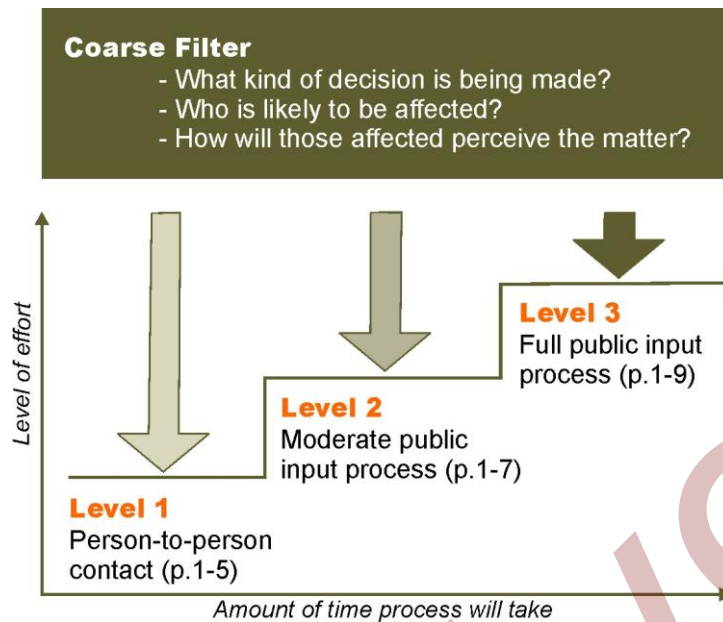 Coarse Filter
- What kind of decision is being made?
- Who is likely to be affected?
- How will those affected perceive the matter?
Level of effort
Level 3
Full public input
process (p.1-9)
Level 2
Moderate public
input process (p.1-7)
Level 1
Person-to-person
contact (p.1-5)
Amount of time process will take